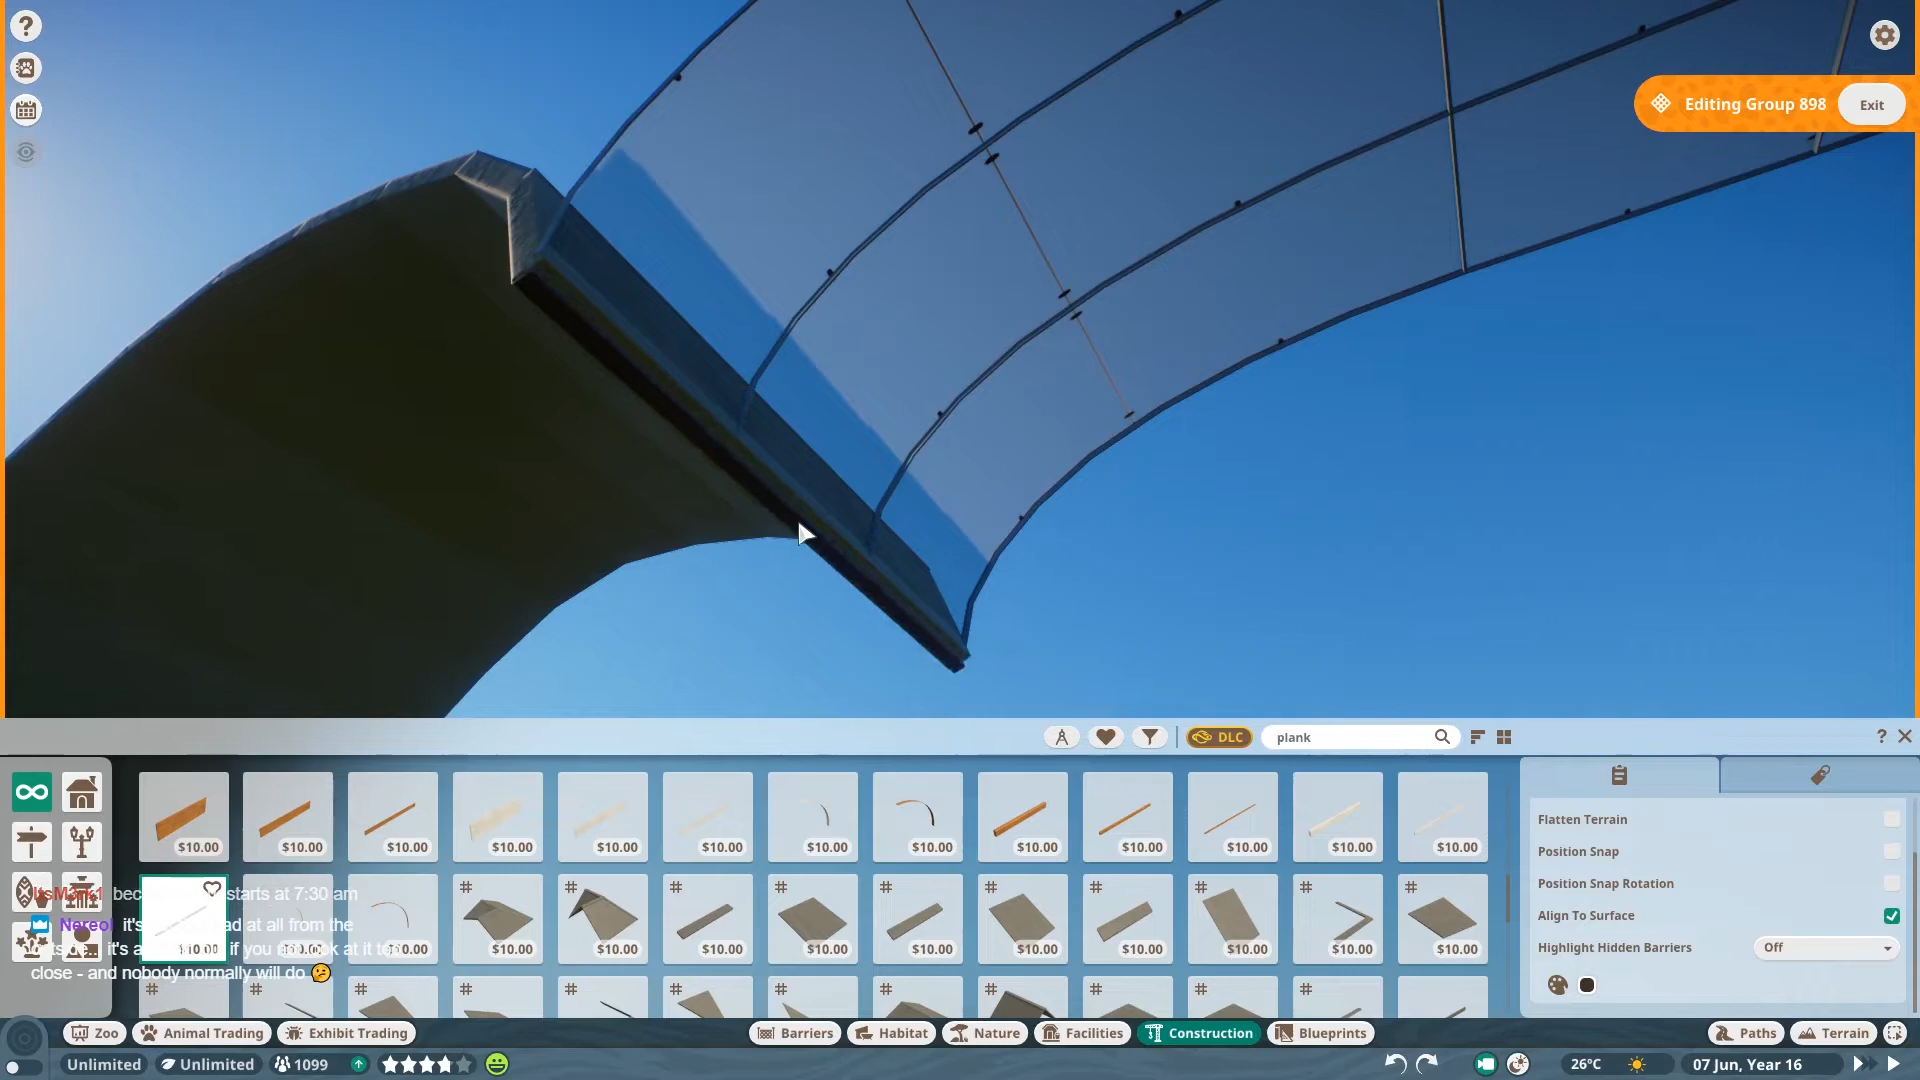 Editing Group 898
Exit
DLC
plank
$10.00 $10.00 $10.00 $10.00 $10.00 $10.00 $10.00 $10.00 $10.00 $10.00 $10.00 $10.00 $10.00
$10.00 $10.00 $10.00 $10.00 $10.00 $10.00 $10.00 $10.00 $10.00 $10.00 $10.00
ItsM3rk1 starts at 7:30 am
Nereol it's at all from the
if you at it
close - and nobody normally will do
Flatten Terrain
Position Snap
Position Snap Rotation
Align To Surface
Highlight Hidden Barriers Off
Zoo Animal Trading Exhibit Trading Barriers Habitat Nature Facilities Construction Blueprints Paths Terrain
Unlimited Unlimited 1099 26°C 07 Jun, Year 16